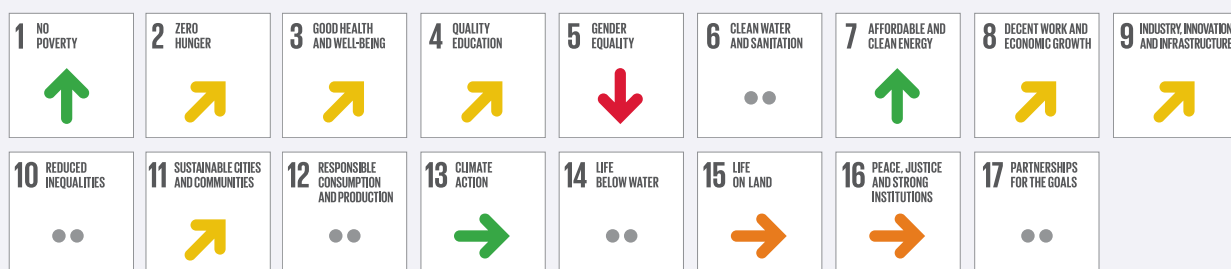 1 NO
POVERTY
2 ZERO
HUNGER
3 GOOD HEALTH
AND WELL-BEING
4 QUALITY
EDUCATION
5 GENDER
EQUALITY
6 CLEAN WATER
AND SANITATION
7 AFFORDABLE AND
CLEAN ENERGY
8 DECENT WORK AND
ECONOMIC GROWTH
9 INDUSTRY, INNOVATION
AND INFRASTRUCTURE
10 REDUCED
INEQUALITIES
11 SUSTAINABLE CITIES
AND COMMUNITIES
12 RESPONSIBLE
CONSUMPTION
AND PRODUCTION
13 CLIMATE
ACTION
14 LIFE
BELOW WATER
15 LIFE
ON LAND
16 PEACE, JUSTICE
AND STRONG
INSTITUTIONS
17 PARTNERSHIPS
FOR THE GOALS